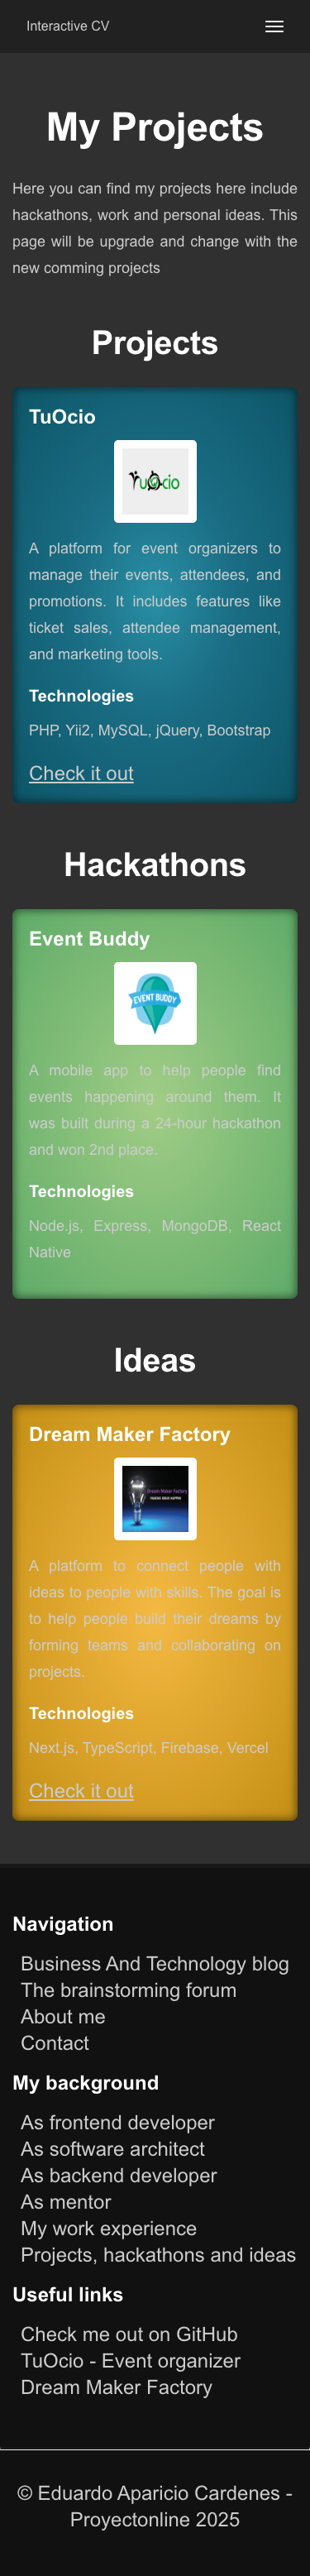 Interactive CV
My Projects
Here you can find my projects here include
hackathons, work and personal ideas. This
page will be upgrade and change with the
new comming projects
Projects
TuOcio
TuOcio
A platform for event organizers to
manage their events, attendees, and
promotions. It includes features like
ticket sales, attendee management,
and marketing tools.
Technologies
PHP, Yii2, MySQL, jQuery, Bootstrap
Check it out
Hackathons
Event Buddy
EVENT BUDDY
A mobile app to help people find
events happening around them. It
was built during a 24-hour hackathon
and won 2nd place.
Technologies
Node.js, Express, MongoDB, React
Native
Ideas
Dream Maker Factory
Dream Maker Factory
MAKING IDEAS HAPPEN
A platform to connect people with
ideas to people with skills. The goal is
to help people build their dreams by
forming teams and collaborating on
projects.
Technologies
Next.js, TypeScript, Firebase, Vercel
Check it out
Navigation
Business And Technology blog
The brainstorming forum
About me
Contact
My background
As frontend developer
As software architect
As backend developer
As mentor
My work experience
Projects, hackathons and ideas
Useful links
Check me out on GitHub
TuOcio - Event organizer
Dream Maker Factory
© Eduardo Aparicio Cardenes -
Proyectonline 2025